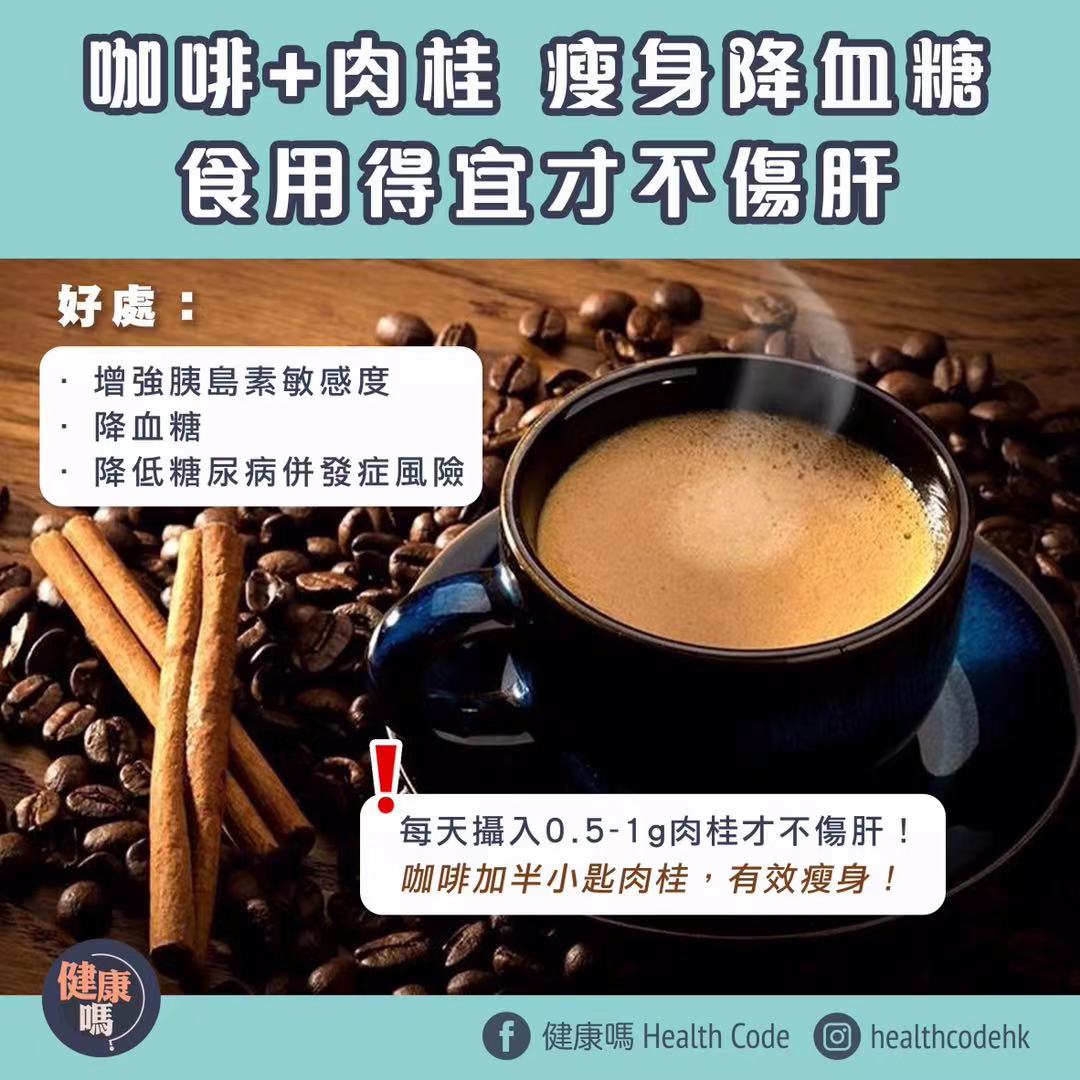 咖啡+肉桂 瘦身降血糖
食用得宜才不傷肝
好處：
· 增強胰島素敏感度
· 降血糖
· 降低糖尿病併發症風險
每天攝入0.5-1g肉桂才不傷肝！
咖啡加半小匙肉桂，有效瘦身！
健康
嗎?
健康嗎 Health Code
healthcodehk